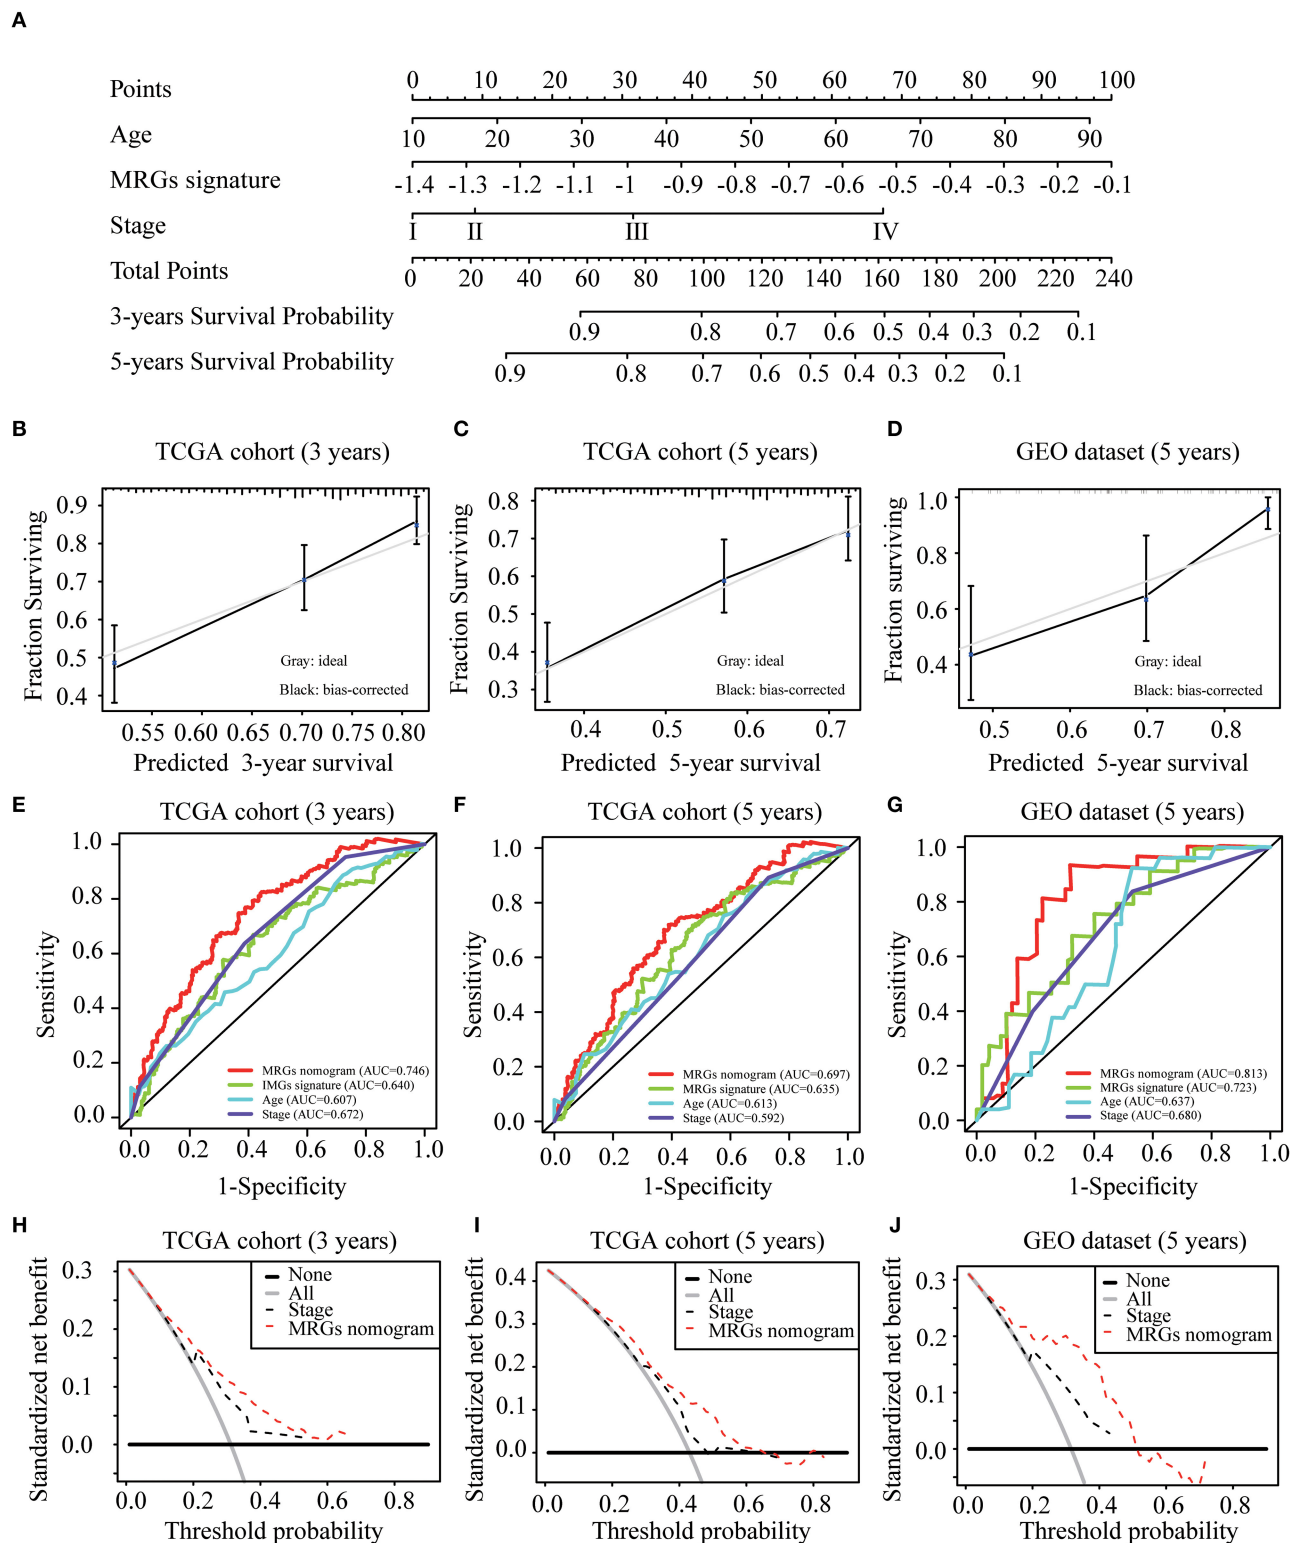 A
Points
0 10 20 30 40 50 60 70 80 90 100
Age
10 20 30 40 50 60 70 80 90
MRGs signature
-1.4 -1.3 -1.2 -1.1 -1 -0.9 -0.8 -0.7 -0.6 -0.5 -0.4 -0.3 -0.2 -0.1
Stage
I II III IV
Total Points
0 20 40 60 80 100 120 140 160 180 200 220 240
3-years Survival Probability
0.9 0.8 0.7 0.6 0.5 0.4 0.3 0.2 0.1
5-years Survival Probability
0.9 0.8 0.7 0.6 0.5 0.4 0.3 0.2 0.1
B
TCGA cohort (3 years)
Fraction Surviving
0.9
0.8
0.7
0.6
0.5
0.4
Gray: ideal
Black: bias-corrected
0.55 0.60 0.65 0.70 0.75 0.80
Predicted 3-year survival
C
TCGA cohort (5 years)
Fraction Surviving
0.8
0.7
0.6
0.5
0.4
0.3
Gray: ideal
Black: bias-corrected
0.4 0.5 0.6 0.7
Predicted 5-year survival
D
GEO dataset (5 years)
Fraction surviving
1.0
0.8
0.6
0.4
Gray: ideal
Black: bias-corrected
0.5 0.6 0.7 0.8
Predicted 5-year survival
E
TCGA cohort (3 years)
Sensitivity
1.0
0.8
0.6
0.4
0.2
0.0
MRGs nomogram (AUC=0.746)
IMGs signature (AUC=0.640)
Age (AUC=0.607)
Stage (AUC=0.672)
0.0 0.2 0.4 0.6 0.8 1.0
1-Specificity
F
TCGA cohort (5 years)
Sensitivity
1.0
0.8
0.6
0.4
0.2
0.0
MRGs nomogram (AUC=0.697)
MRGs signature (AUC=0.635)
Age (AUC=0.613)
Stage (AUC=0.592)
0.0 0.2 0.4 0.6 0.8 1.0
1-Specificity
G
GEO dataset (5 years)
Sensitivity
1.0
0.8
0.6
0.4
0.2
0.0
MRGs nomogram (AUC=0.813)
MRGs signature (AUC=0.723)
Age (AUC=0.637)
Stage (AUC=0.680)
0.0 0.2 0.4 0.6 0.8 1.0
1-Specificity
H
TCGA cohort (3 years)
Standardized net benefit
0.3
0.2
0.1
0.0
None
All
Stage
MRGs nomogram
0.0 0.2 0.4 0.6 0.8
Threshold probability
I
TCGA cohort (5 years)
Standardized net benefit
0.4
0.3
0.2
0.1
0.0
None
All
Stage
MRGs nomogram
0.0 0.2 0.4 0.6 0.8
Threshold probability
J
GEO dataset (5 years)
Standardized net benefit
0.3
0.2
0.1
0.0
None
All
Stage
MRGs nomogram
0.0 0.2 0.4 0.6 0.8
Threshold probability